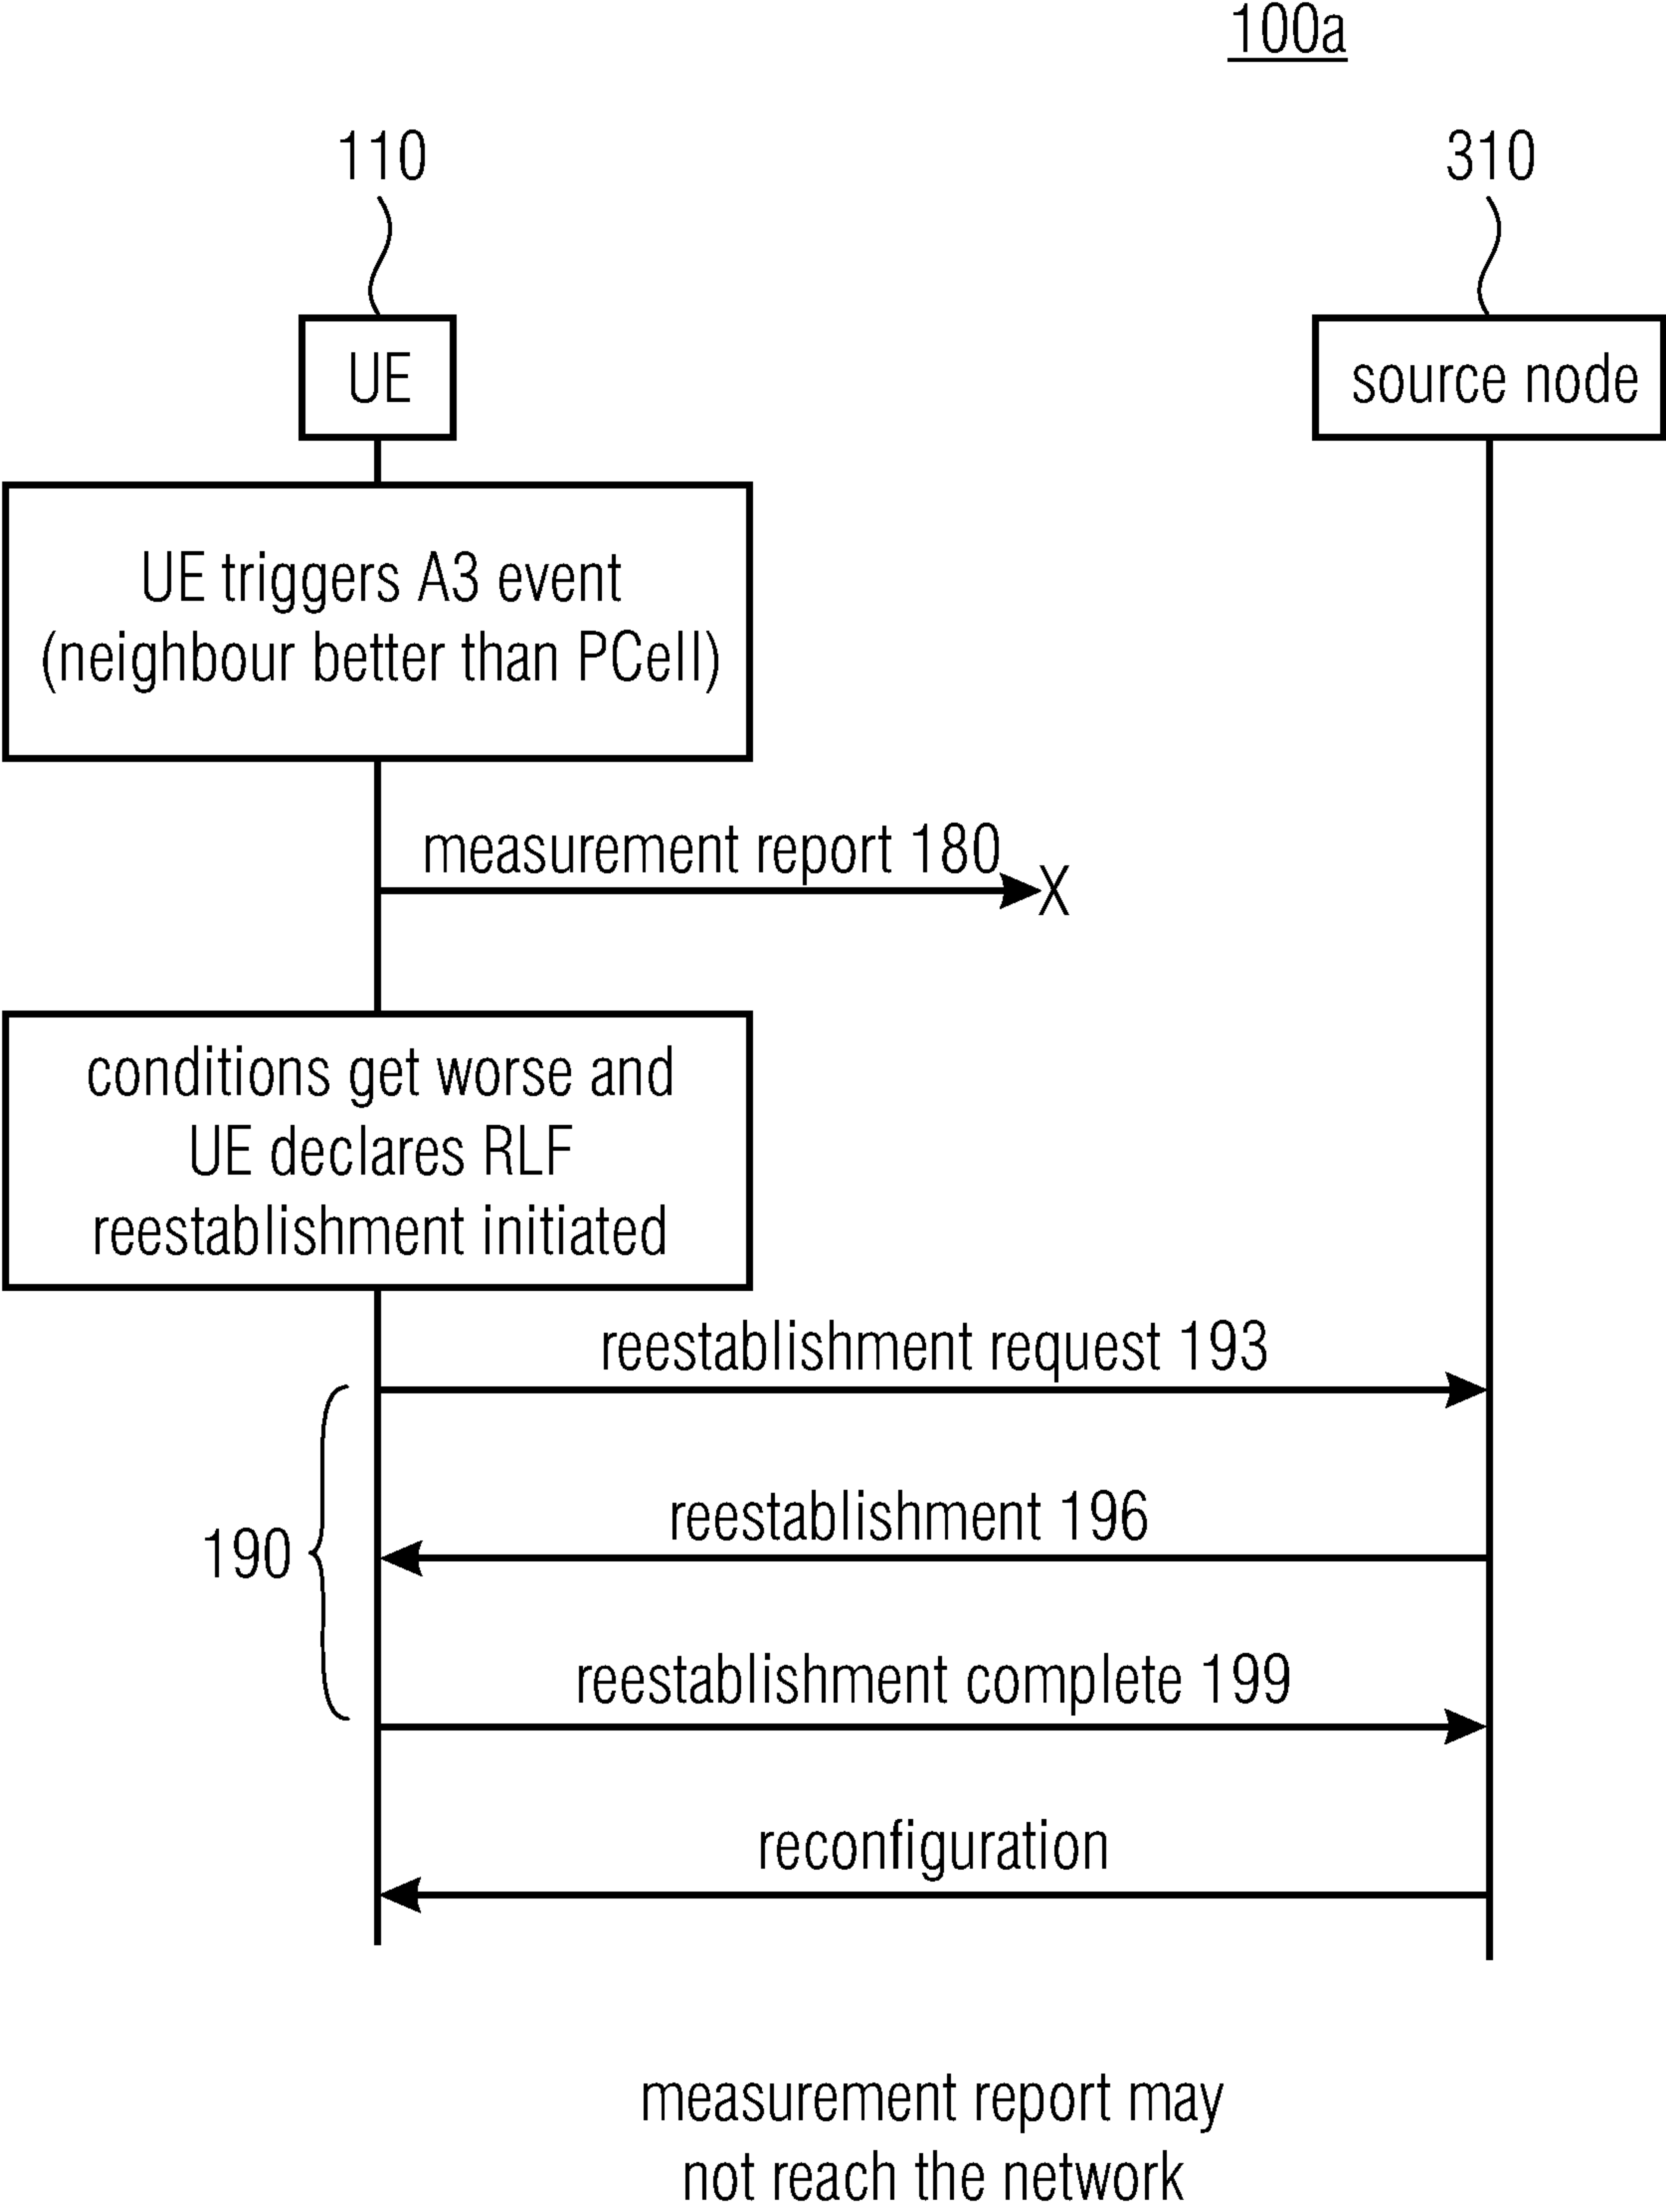 100a
110
310
UE
source node
UE triggers A3 event
(neighbour better than PCell)
measurement report 180
X
conditions get worse and
UE declares RLF
reestablishment initiated
reestablishment request 193
reestablishment 196
190
reestablishment complete 199
reconfiguration
measurement report may
not reach the network